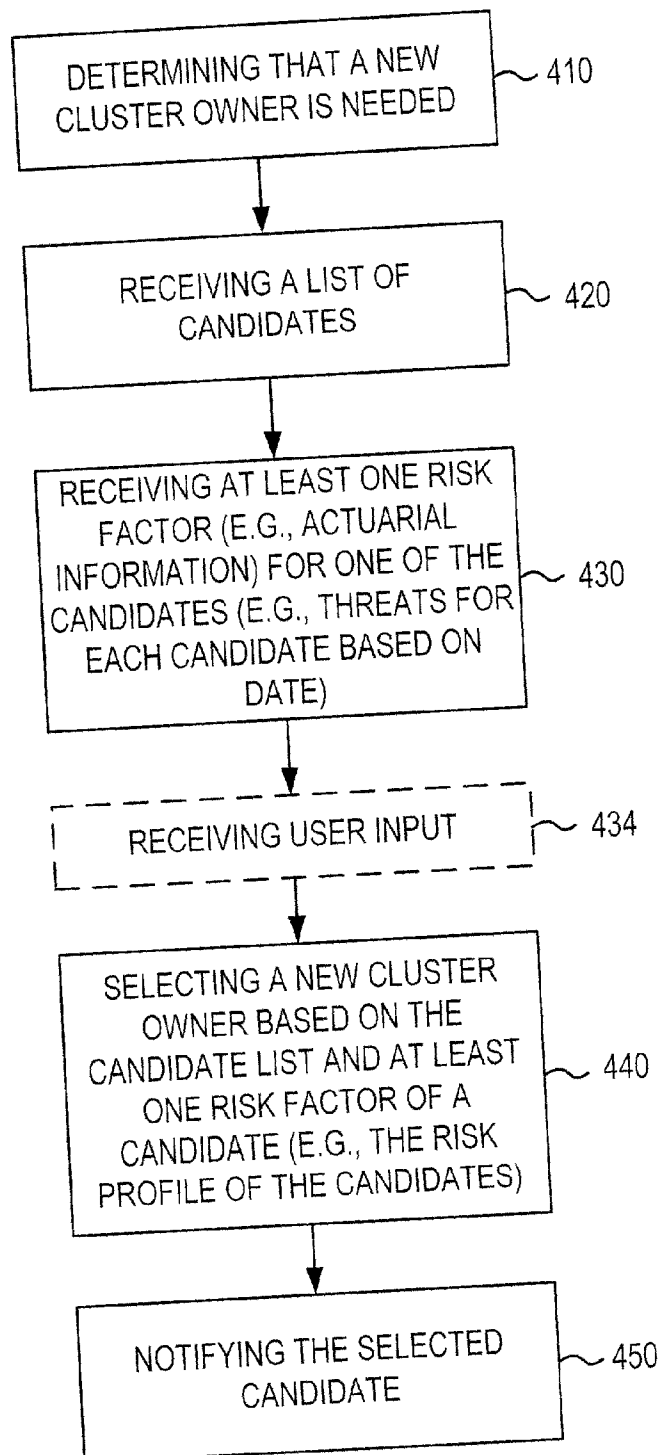 DETERMINING THAT A NEW
CLUSTER OWNER IS NEEDED
410
RECEIVING A LIST OF
CANDIDATES
420
RECEIVING AT LEAST ONE RISK
FACTOR (E.G., ACTUARIAL
INFORMATION) FOR ONE OF THE
CANDIDATES (E.G., THREATS FOR
EACH CANDIDATE BASED ON
DATE)
430
RECEIVING USER INPUT
434
SELECTING A NEW CLUSTER
OWNER BASED ON THE
CANDIDATE LIST AND AT LEAST
ONE RISK FACTOR OF A
CANDIDATE (E.G., THE RISK
PROFILE OF THE CANDIDATES)
440
NOTIFYING THE SELECTED
CANDIDATE
450